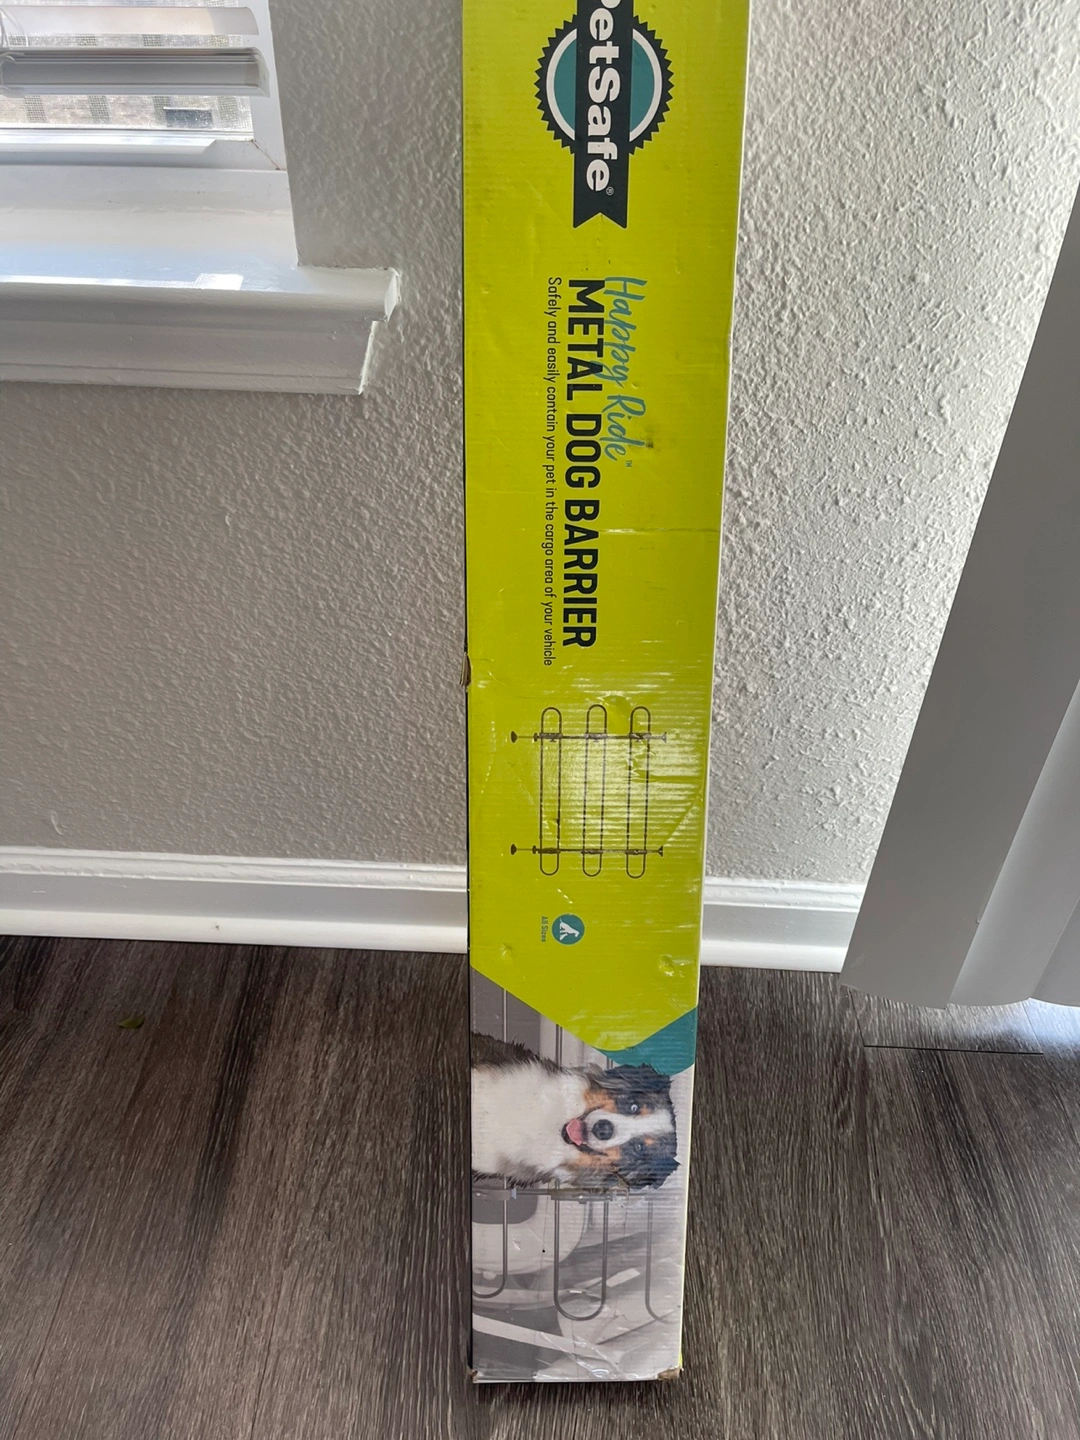 PetSafe®
Happy Ride™
METAL DOG BARRIER
Safely and easily contain your pet in the cargo area of your vehicle
All Sizes